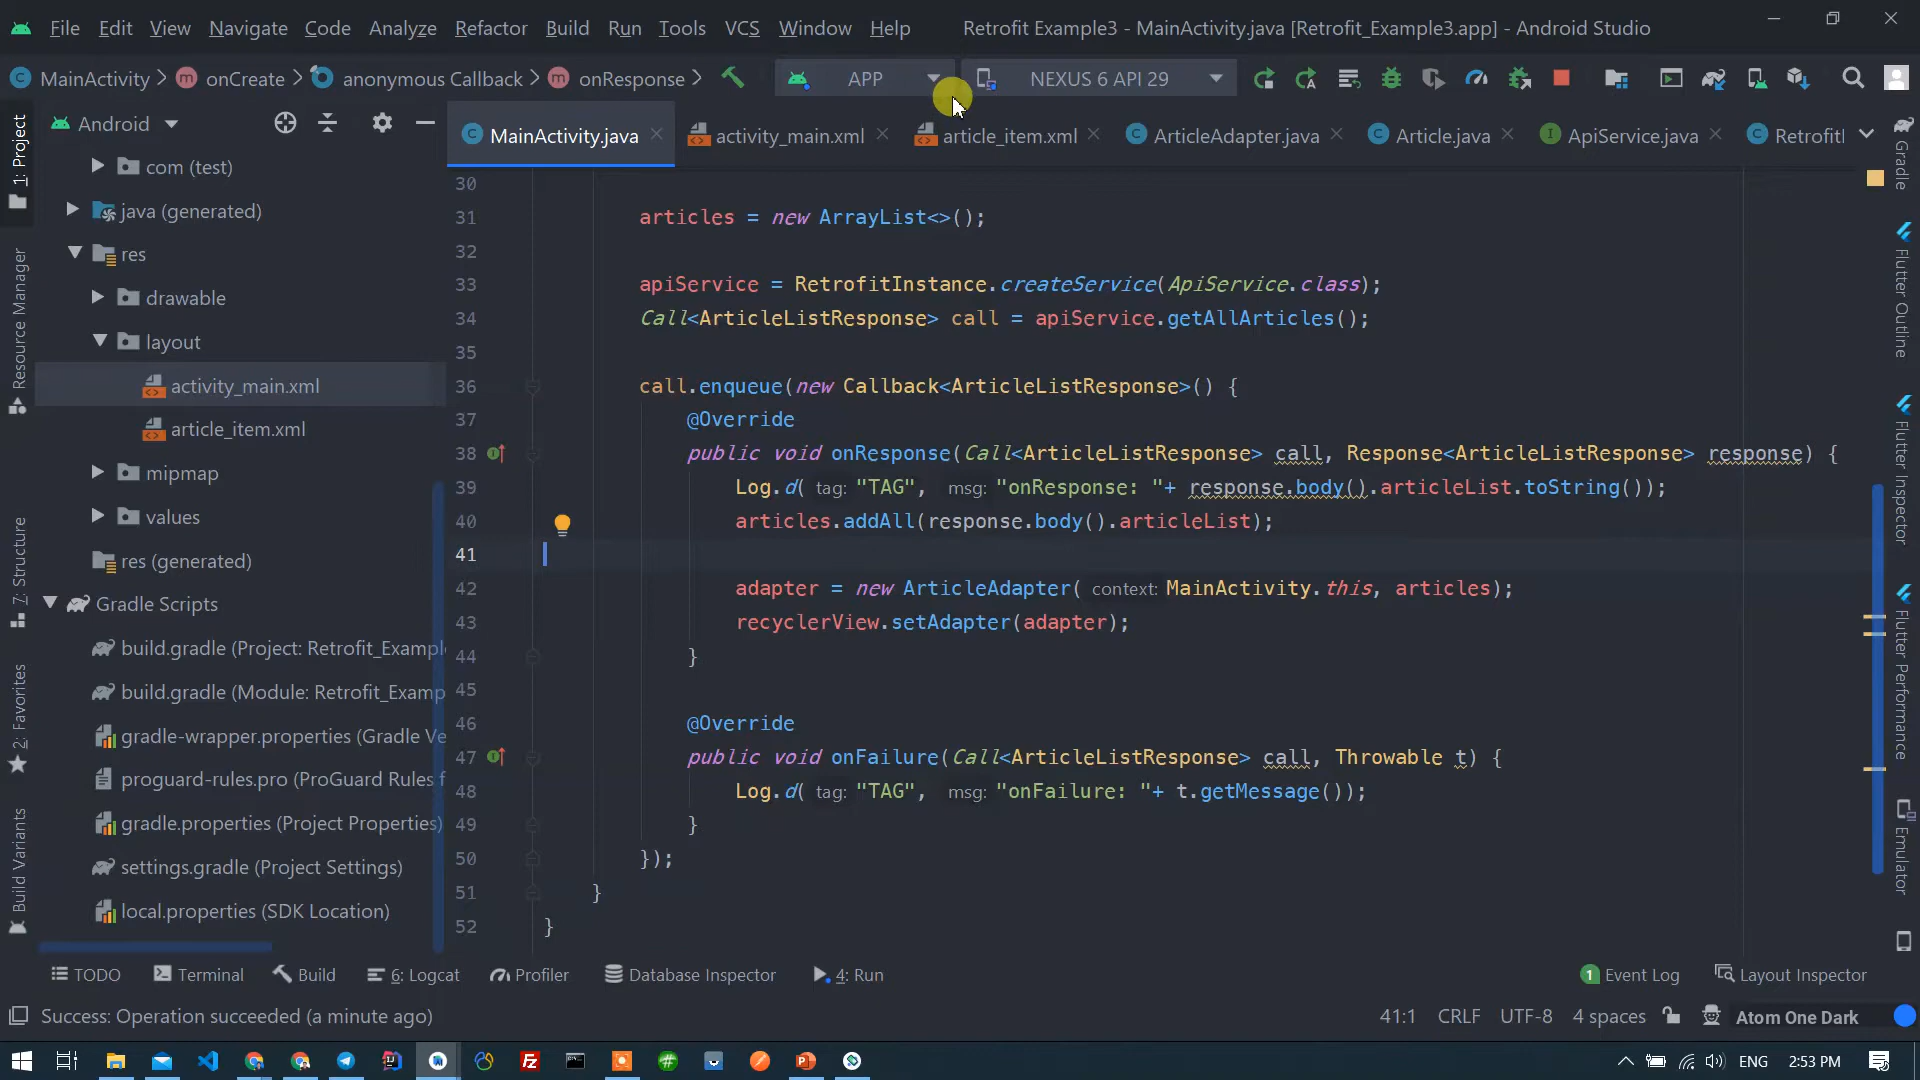 File Edit View Navigate Code Analyze Refactor Build Run Tools VCS Window Help Retrofit Example3 - MainActivity.java [Retrofit_Example3.app] - Android Studio
MainActivity onCreate anonymous Callback onResponse APP NEXUS 6 API 29
Android
MainActivity.java activity_main.xml article_item.xml ArticleAdapter.java Article.java ApiService.java RetrofitI
1: Project
Resource Manager
7: Structure
2: Favorites
Build Variants
com (test)
java (generated)
res
drawable
layout
activity_main.xml
article_item.xml
mipmap
values
res (generated)
Gradle Scripts
build.gradle (Project: Retrofit_Exampl
build.gradle (Module: Retrofit_Examp
gradle-wrapper.properties (Gradle Ve
proguard-rules.pro (ProGuard Rules f
gradle.properties (Project Properties)
settings.gradle (Project Settings)
local.properties (SDK Location)
30
31 articles = new ArrayList<>();
32
33 apiService = RetrofitInstance.createService(ApiService.class);
34 Call<ArticleListResponse> call = apiService.getAllArticles();
35
36 call.enqueue(new Callback<ArticleListResponse>() {
37 @Override
38 public void onResponse(Call<ArticleListResponse> call, Response<ArticleListResponse> response) {
39 Log.d( tag: "TAG", msg: "onResponse: "+ response.body().articleList.toString());
40 articles.addAll(response.body().articleList);
41
42 adapter = new ArticleAdapter( context: MainActivity.this, articles);
43 recyclerView.setAdapter(adapter);
44 }
45
46 @Override
47 public void onFailure(Call<ArticleListResponse> call, Throwable t) {
48 Log.d( tag: "TAG", msg: "onFailure: "+ t.getMessage());
49 }
50 });
51 }
52 }
Gradle
Flutter Outline
Flutter Inspector
Flutter Performance
Emulator
TODO Terminal Build 6: Logcat Profiler Database Inspector 4: Run 1 Event Log Layout Inspector
Success: Operation succeeded (a minute ago) 41:1 CRLF UTF-8 4 spaces Atom One Dark
ENG 2:53 PM